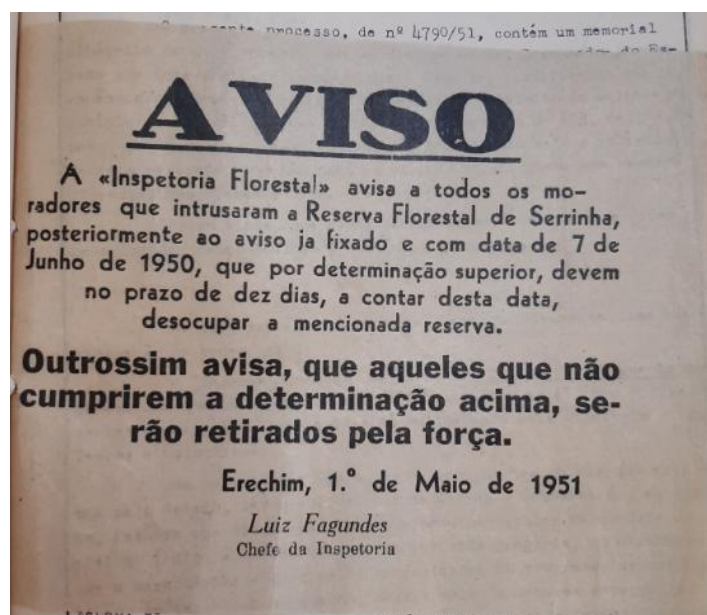 processo, de nº 4790/51, contém um memorial
AVISO
A «Inspetoria Florestal» avisa a todos os mo-
radores que intrusaram a Reserva Florestal de Serrinha,
posteriormente ao aviso ja fixado e com data de 7 de
Junho de 1950, que por determinação superior, devem
no prazo de dez dias, a contar desta data,
desocupar a mencionada reserva.
Outrossim avisa, que aqueles que não
cumprirem a determinação acima, se-
rão retirados pela força.
Erechim, 1.º de Maio de 1951
Luiz Fagundes
Chefe da Inspetoria